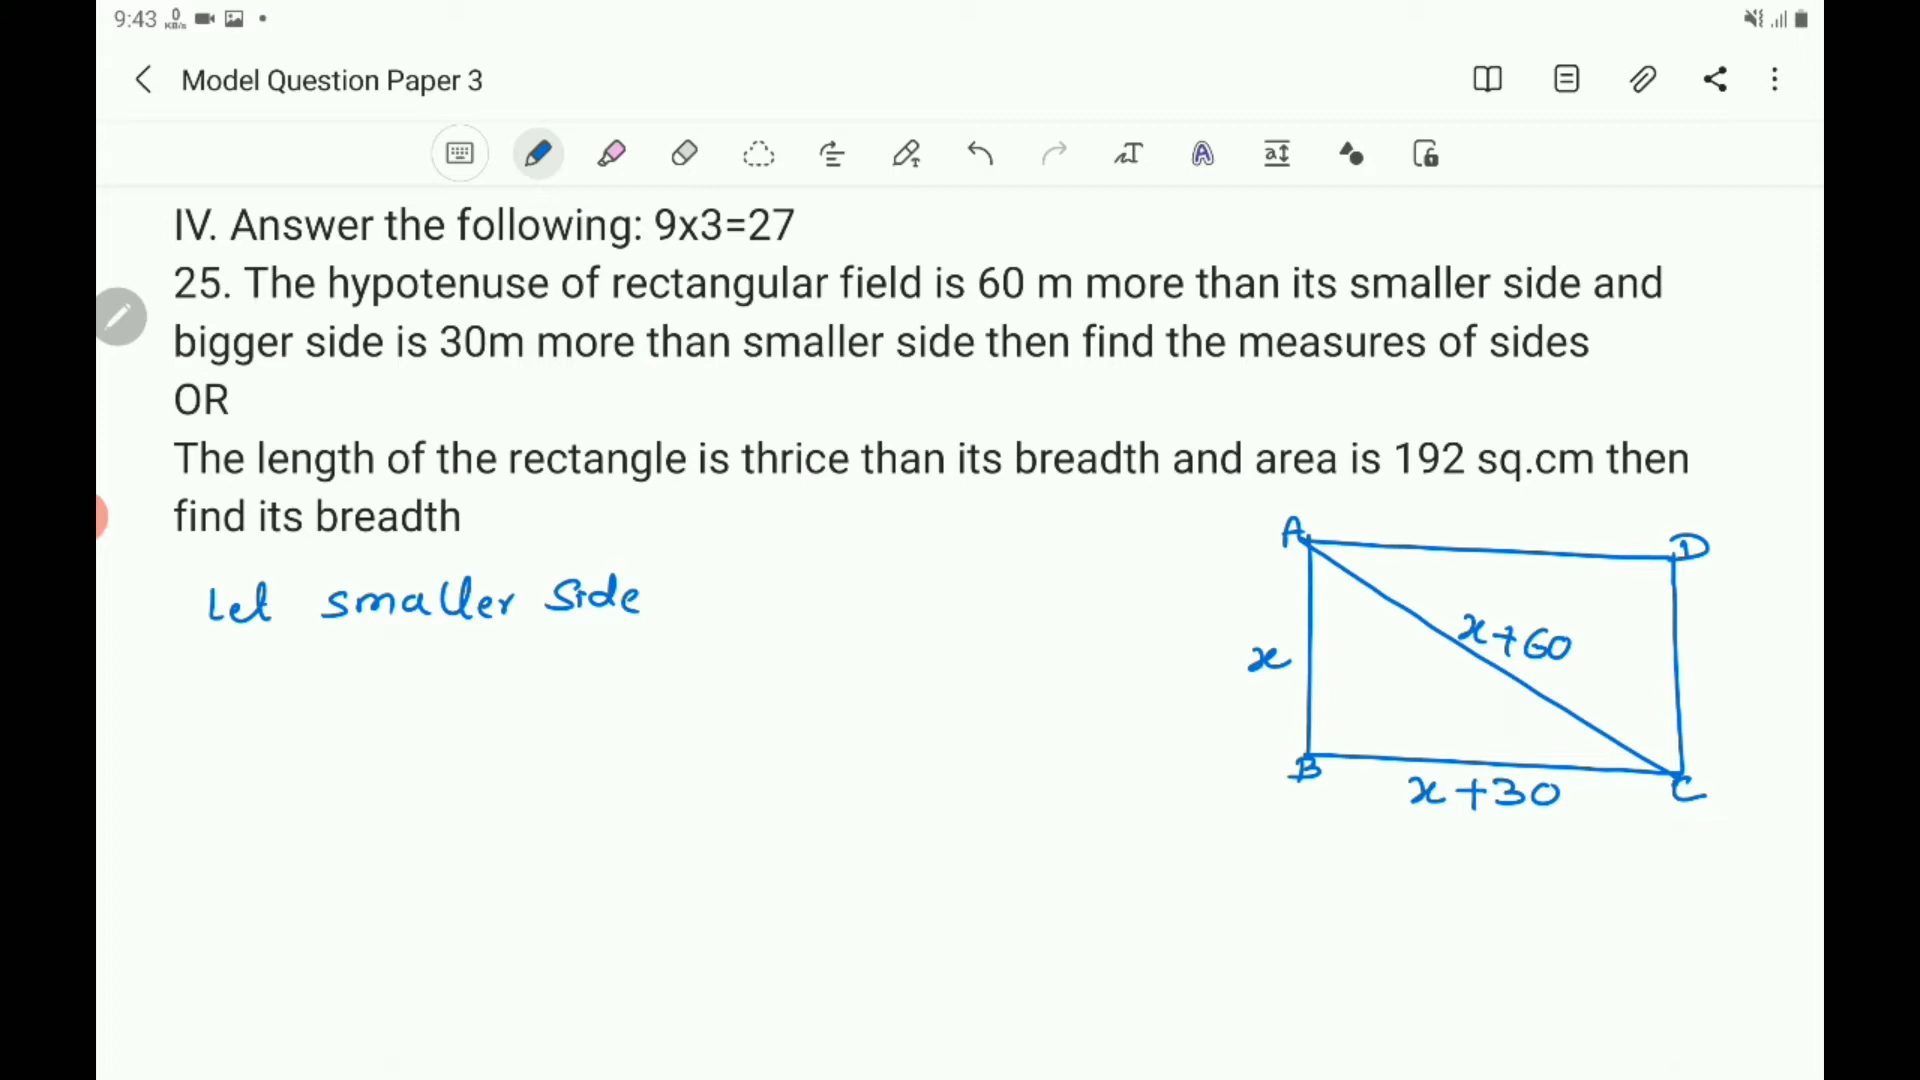 9:43 0 KB/s
Model Question Paper 3
IV. Answer the following: 9x3=27
25. The hypotenuse of rectangular field is 60 m more than its smaller side and
bigger side is 30m more than smaller side then find the measures of sides
OR
The length of the rectangle is thrice than its breadth and area is 192 sq.cm then
find its breadth
Let smaller side
A D
x+60
x
B C
x+30